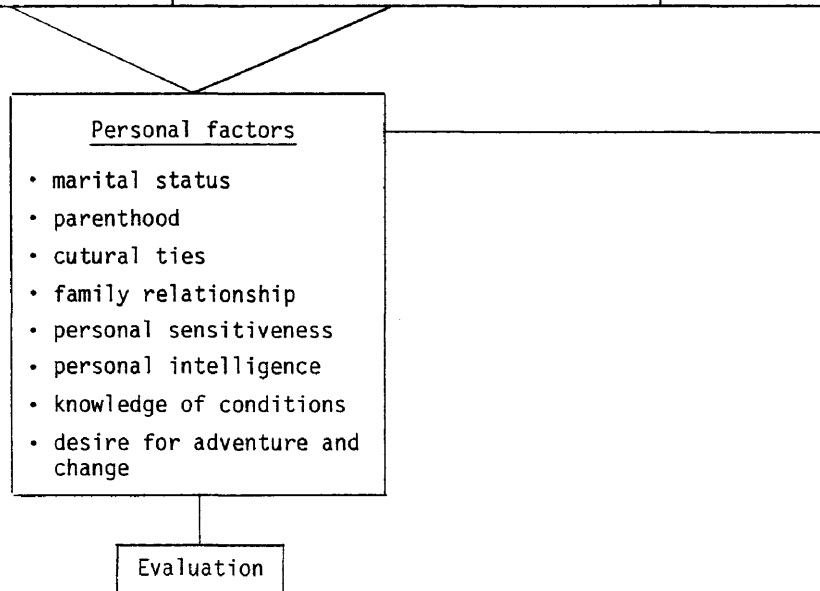 Personal factors
• marital status
• parenthood
• cutural ties
• family relationship
• personal sensitiveness
• personal intelligence
• knowledge of conditions
• desire for adventure and
change
Evaluation